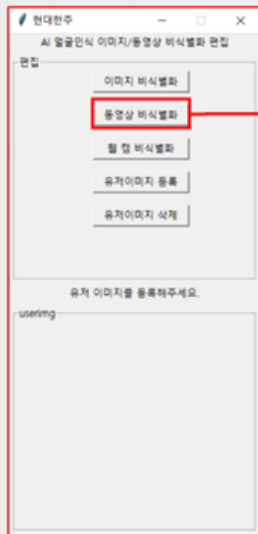 현대한주
AI 얼굴인식 이미지/동영상 비식별화 편집
편집
이미지 비식별화
동영상 비식별화
웹 캠 비식별화
유저이미지 등록
유저이미지 삭제
유저 이미지를 등록해주세요.
userimg